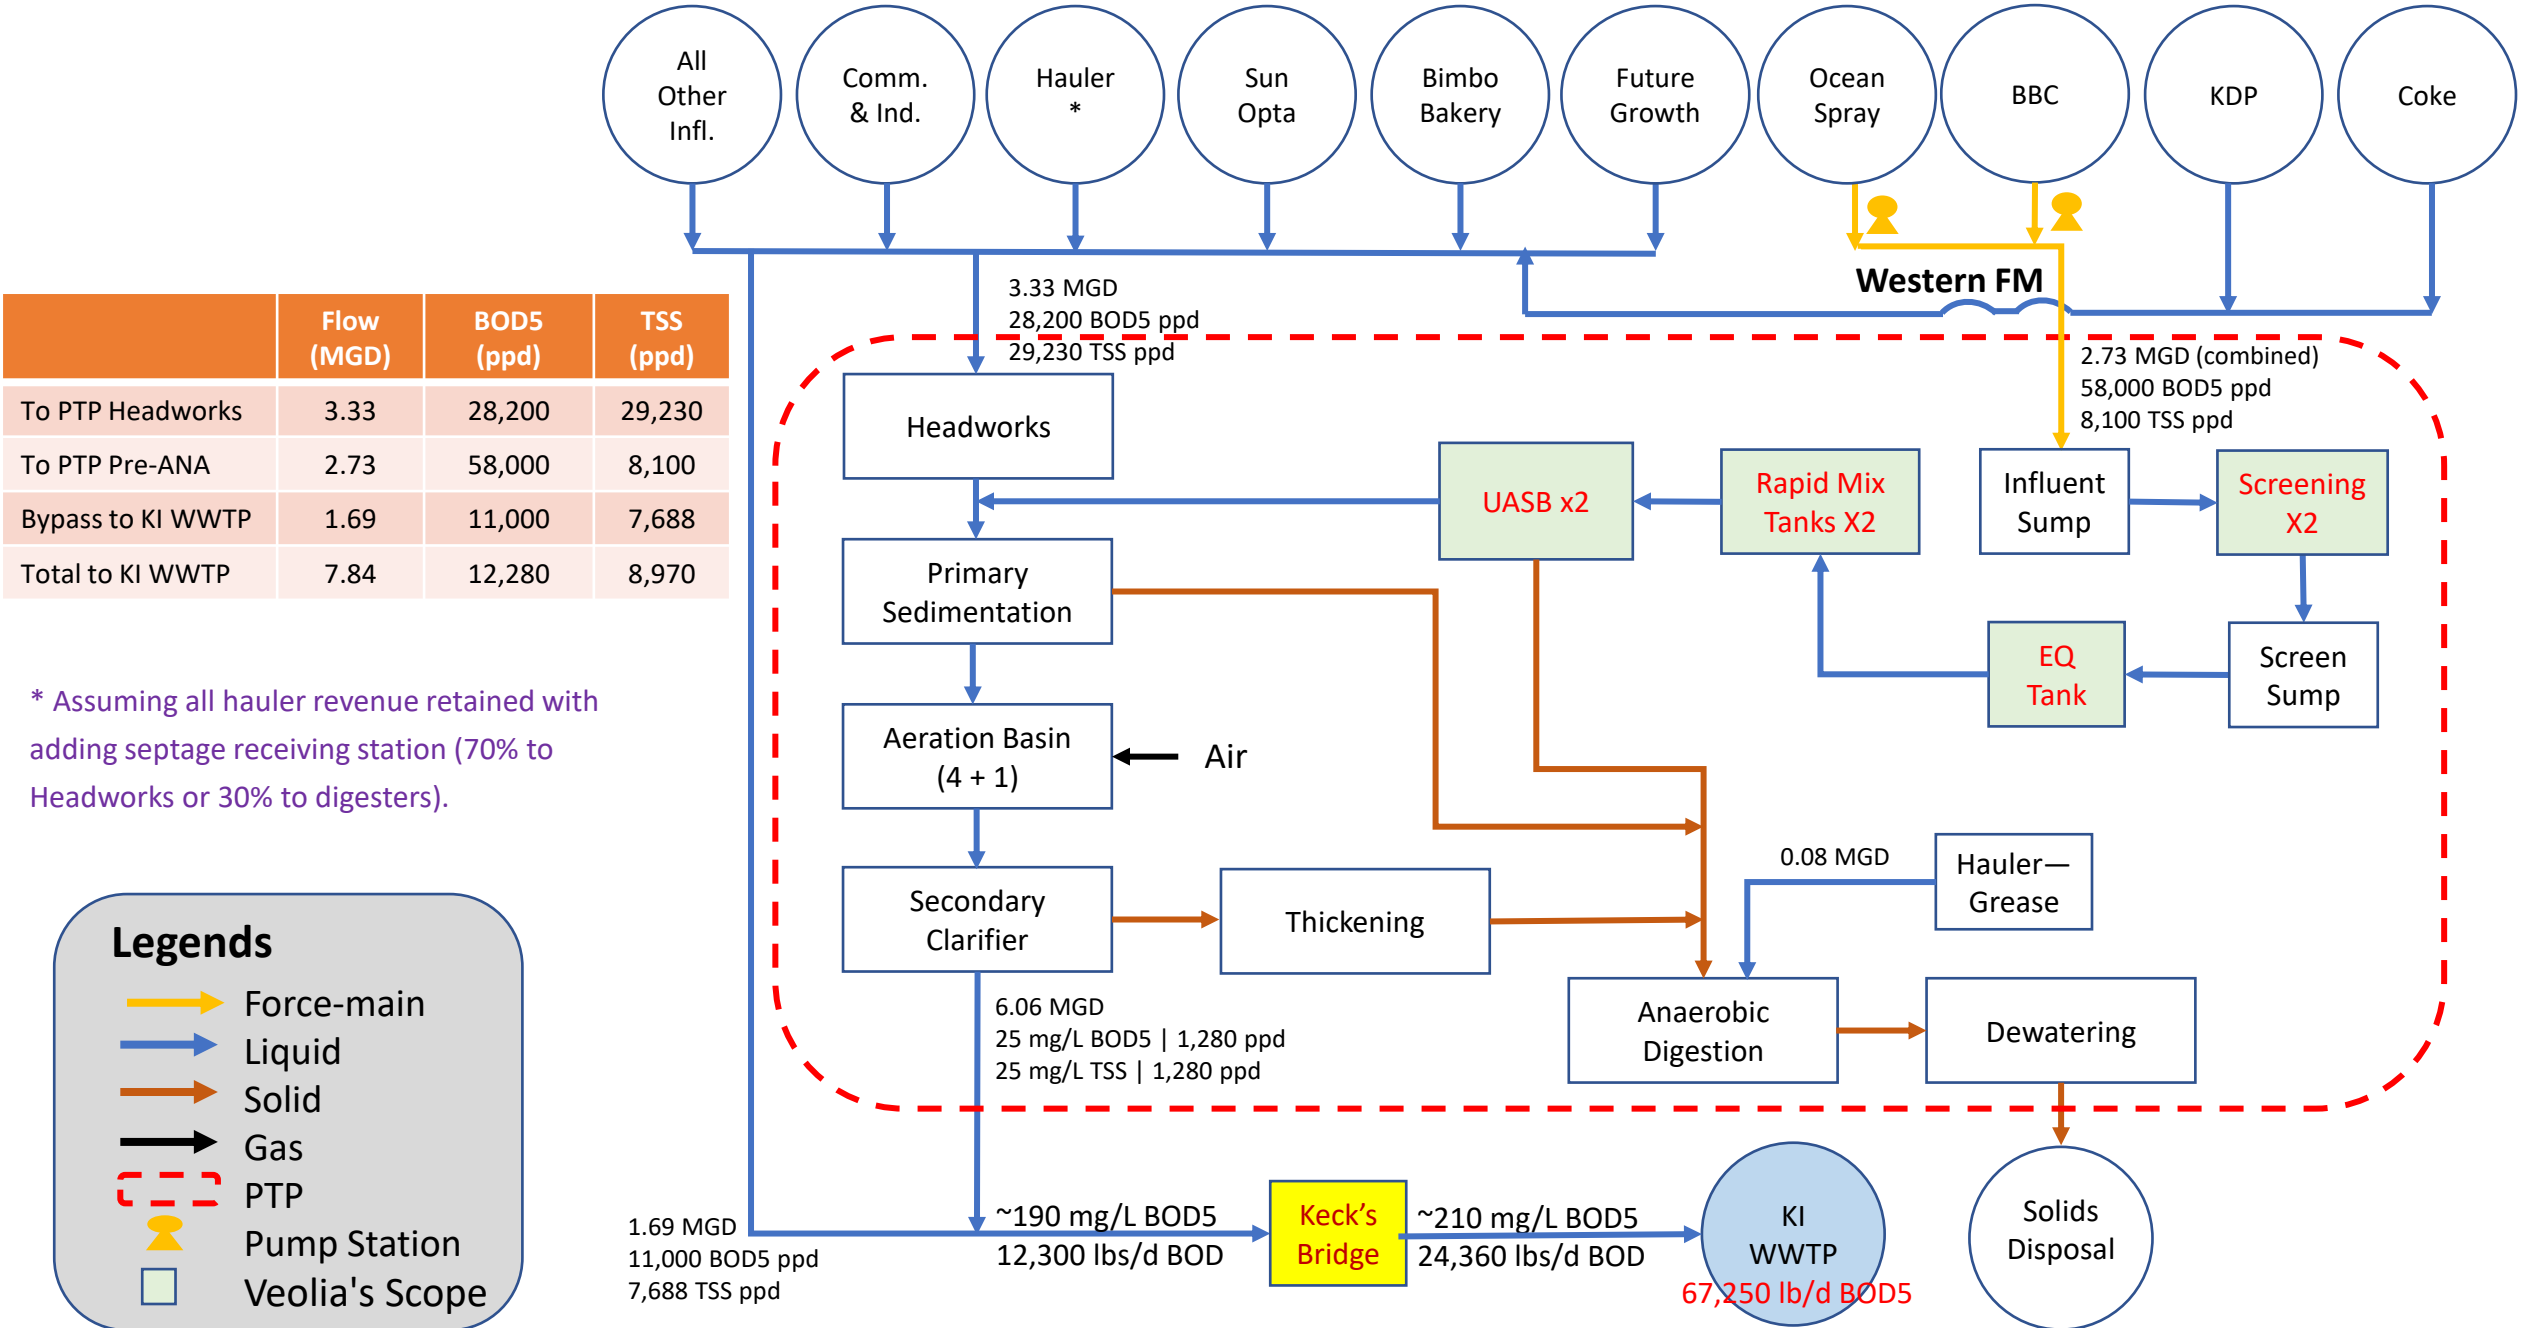 All
Other
Infl.
Comm.
& Ind.
Hauler
*
Sun
Opta
Bimbo
Bakery
Future
Growth
Ocean
Spray
BBC
KDP
Coke
Western FM
3.33 MGD
28,200 BOD5 ppd
29,230 TSS ppd
2.73 MGD (combined)
58,000 BOD5 ppd
8,100 TSS ppd
Flow (MGD) BOD5 (ppd) TSS (ppd)
To PTP Headworks 3.33 28,200 29,230
To PTP Pre-ANA 2.73 58,000 8,100
Bypass to KI WWTP 1.69 11,000 7,688
Total to KI WWTP 7.84 12,280 8,970
* Assuming all hauler revenue retained with
adding septage receiving station (70% to
Headworks or 30% to digesters).
Headworks
UASB x2
Rapid Mix
Tanks X2
Influent
Sump
Screening
X2
Primary
Sedimentation
EQ
Tank
Screen
Sump
Aeration Basin
(4 + 1)
Air
Secondary
Clarifier
Thickening
0.08 MGD
Hauler—
Grease
6.06 MGD
25 mg/L BOD5 | 1,280 ppd
25 mg/L TSS | 1,280 ppd
Anaerobic
Digestion
Dewatering
Legends
Force-main
Liquid
Solid
Gas
PTP
Pump Station
Veolia's Scope
1.69 MGD
11,000 BOD5 ppd
7,688 TSS ppd
~190 mg/L BOD5
12,300 lbs/d BOD
Keck's
Bridge
~210 mg/L BOD5
24,360 lbs/d BOD
KI
WWTP
67,250 lb/d BOD5
Solids
Disposal